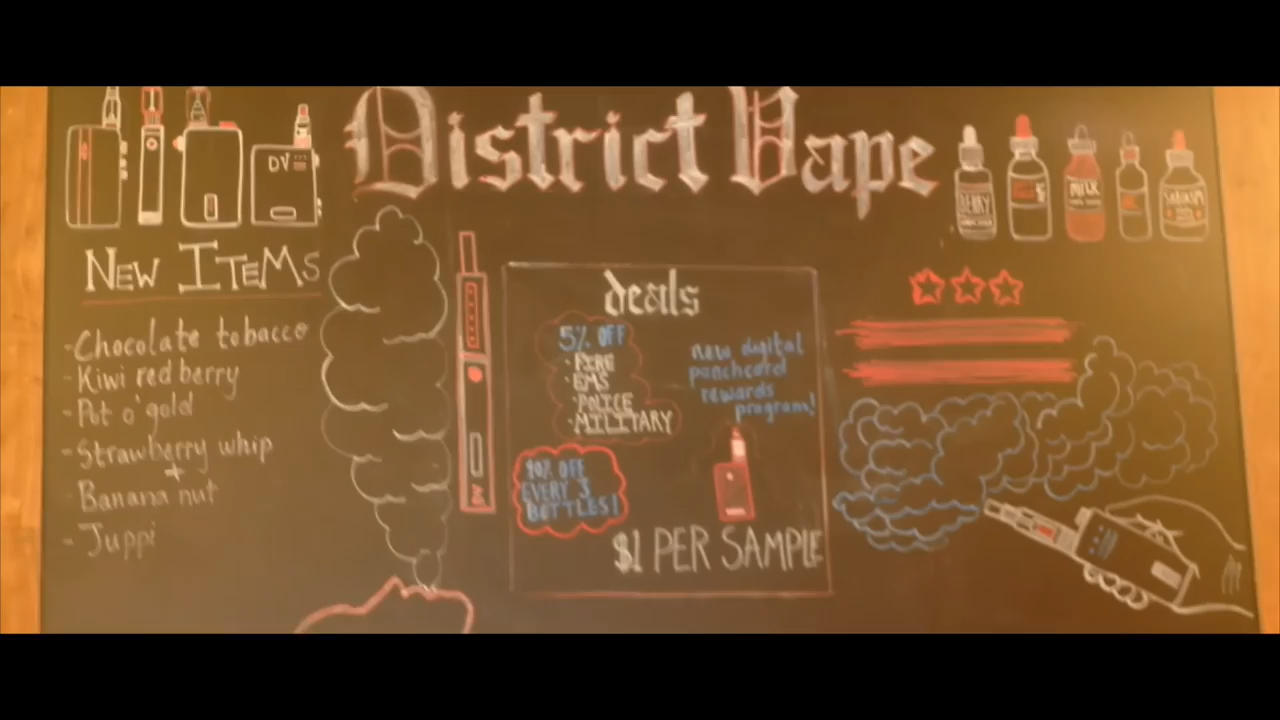 District Vape
DV
BERRY
MILK
NEW ITEMS
- Chocolate tobacco
- Kiwi red berry
- Pot o' gold
- Strawberry whip
+
- Banana nut
- Juppi
DV
deals
5% OFF
· FIRE
· EMS
· POLICE
· MILITARY
new digital
punchcard
rewards
program!
10% OFF
EVERY 3
BOTTLES!
$1 PER SAMPLE